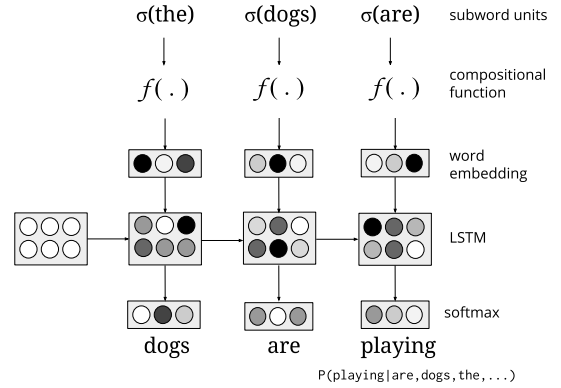 σ(the) σ(dogs) σ(are) subword units
f(.) f(.) f(.) compositional
function
word
embedding
LSTM
softmax
dogs are playing
P(playing|are,dogs,the,...)